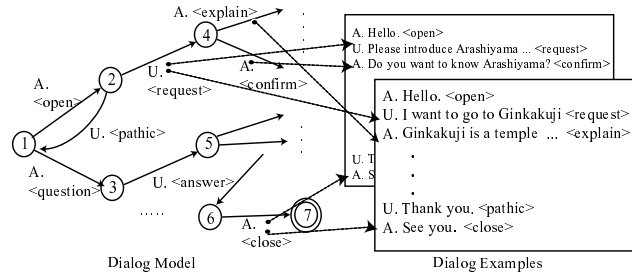 A. <explain>
4
A.
<open>
2
U.
<request>
A.
<confirm>
U. <pathic>
1
A.
<question>
3
U. <answer>
5
6
7
A.
<close>
.....
Dialog Model
A. Hello. <open>
U. Please introduce Arashiyama ... <request>
A. Do you want to know Arashiyama? <confirm>
U. T
A. S
A. Hello. <open>
U. I want to go to Ginkakuji <request>
A. Ginkakuji is a temple ... <explain>
U. Thank you. <pathic>
A. See you. <close>
Dialog Examples